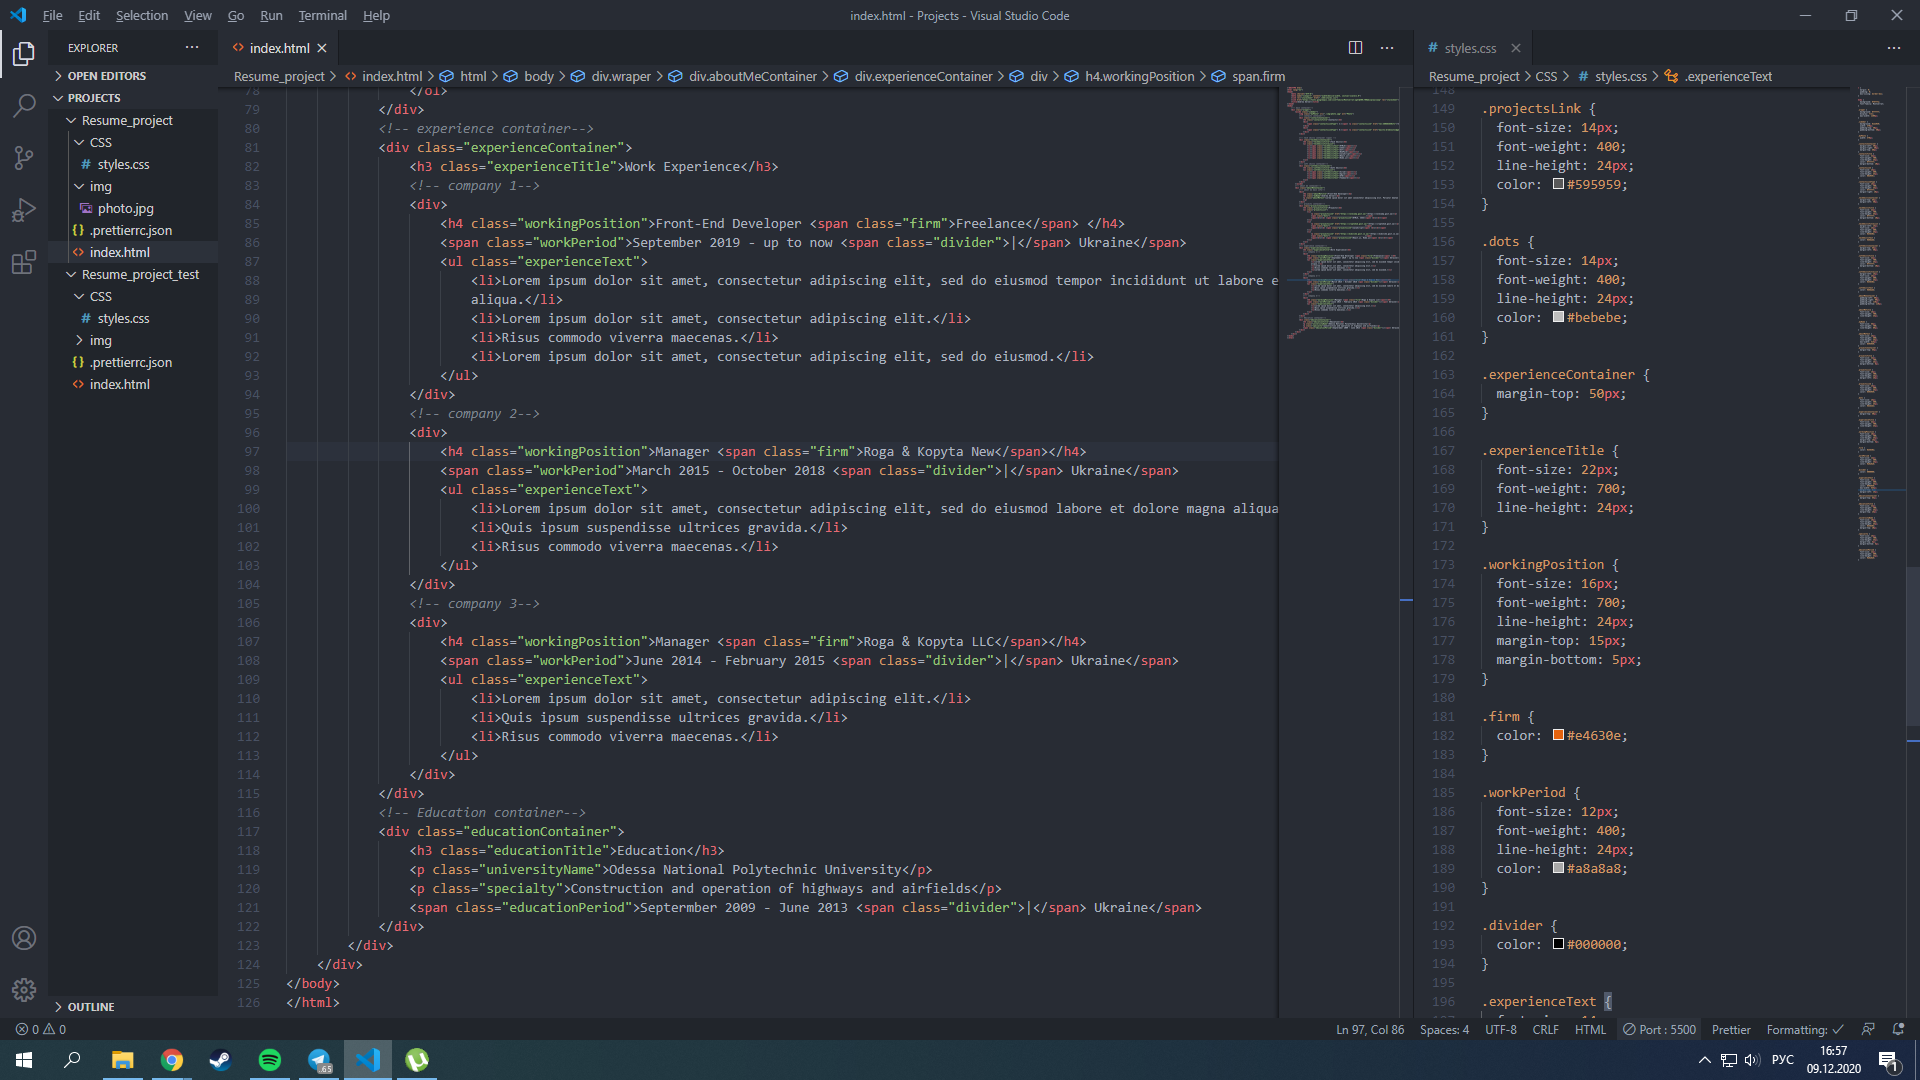 File Edit Selection View Go Run Terminal Help
index.html - Projects - Visual Studio Code
EXPLORER
OPEN EDITORS
PROJECTS
Resume_project
CSS
# styles.css
img
photo.jpg
{} .prettierrc.json
<> index.html
Resume_project_test
CSS
# styles.css
img
{} .prettierrc.json
<> index.html
OUTLINE
<> index.html
Resume_project > <> index.html > html > body > div.wraper > div.aboutMeContainer > div.experienceContainer > div > h4.workingPosition > span.firm
78 </ol>
79 </div>
80 <!-- experience container-->
81 <div class="experienceContainer">
82 <h3 class="experienceTitle">Work Experience</h3>
83 <!-- company 1-->
84 <div>
85 <h4 class="workingPosition">Front-End Developer <span class="firm">Freelance</span> </h4>
86 <span class="workPeriod">September 2019 - up to now <span class="divider">|</span> Ukraine</span>
87 <ul class="experienceText">
88 <li>Lorem ipsum dolor sit amet, consectetur adipiscing elit, sed do eiusmod tempor incididunt ut labore e
89 aliqua.</li>
90 <li>Lorem ipsum dolor sit amet, consectetur adipiscing elit.</li>
91 <li>Risus commodo viverra maecenas.</li>
92 <li>Lorem ipsum dolor sit amet, consectetur adipiscing elit, sed do eiusmod.</li>
93 </ul>
94 </div>
95 <!-- company 2-->
96 <div>
97 <h4 class="workingPosition">Manager <span class="firm">Roga & Kopyta New</span></h4>
98 <span class="workPeriod">March 2015 - October 2018 <span class="divider">|</span> Ukraine</span>
99 <ul class="experienceText">
100 <li>Lorem ipsum dolor sit amet, consectetur adipiscing elit, sed do eiusmod labore et dolore magna aliqua
101 <li>Quis ipsum suspendisse ultrices gravida.</li>
102 <li>Risus commodo viverra maecenas.</li>
103 </ul>
104 </div>
105 <!-- company 3-->
106 <div>
107 <h4 class="workingPosition">Manager <span class="firm">Roga & Kopyta LLC</span></h4>
108 <span class="workPeriod">June 2014 - February 2015 <span class="divider">|</span> Ukraine</span>
109 <ul class="experienceText">
110 <li>Lorem ipsum dolor sit amet, consectetur adipiscing elit.</li>
111 <li>Quis ipsum suspendisse ultrices gravida.</li>
112 <li>Risus commodo viverra maecenas.</li>
113 </ul>
114 </div>
115 </div>
116 <!-- Education container-->
117 <div class="educationContainer">
118 <h3 class="educationTitle">Education</h3>
119 <p class="universityName">Odessa National Polytechnic University</p>
120 <p class="specialty">Construction and operation of highways and airfields</p>
121 <span class="educationPeriod">Septermber 2009 - June 2013 <span class="divider">|</span> Ukraine</span>
122 </div>
123 </div>
124 </div>
125 </body>
126 </html>
# styles.css
Resume_project > CSS > # styles.css > .experienceText
148
149 .projectsLink {
150 font-size: 14px;
151 font-weight: 400;
152 line-height: 24px;
153 color: #595959;
154 }
155
156 .dots {
157 font-size: 14px;
158 font-weight: 400;
159 line-height: 24px;
160 color: #bebebe;
161 }
162
163 .experienceContainer {
164 margin-top: 50px;
165 }
166
167 .experienceTitle {
168 font-size: 22px;
169 font-weight: 700;
170 line-height: 24px;
171 }
172
173 .workingPosition {
174 font-size: 16px;
175 font-weight: 700;
176 line-height: 24px;
177 margin-top: 15px;
178 margin-bottom: 5px;
179 }
180
181 .firm {
182 color: #e4630e;
183 }
184
185 .workPeriod {
186 font-size: 12px;
187 font-weight: 400;
188 line-height: 24px;
189 color: #a8a8a8;
190 }
191
192 .divider {
193 color: #000000;
194 }
195
196 .experienceText {
0 0
Ln 97, Col 86 Spaces: 4 UTF-8 CRLF HTML Port : 5500 Prettier Formating:
65
РУС
16:57
09.12.2020
1